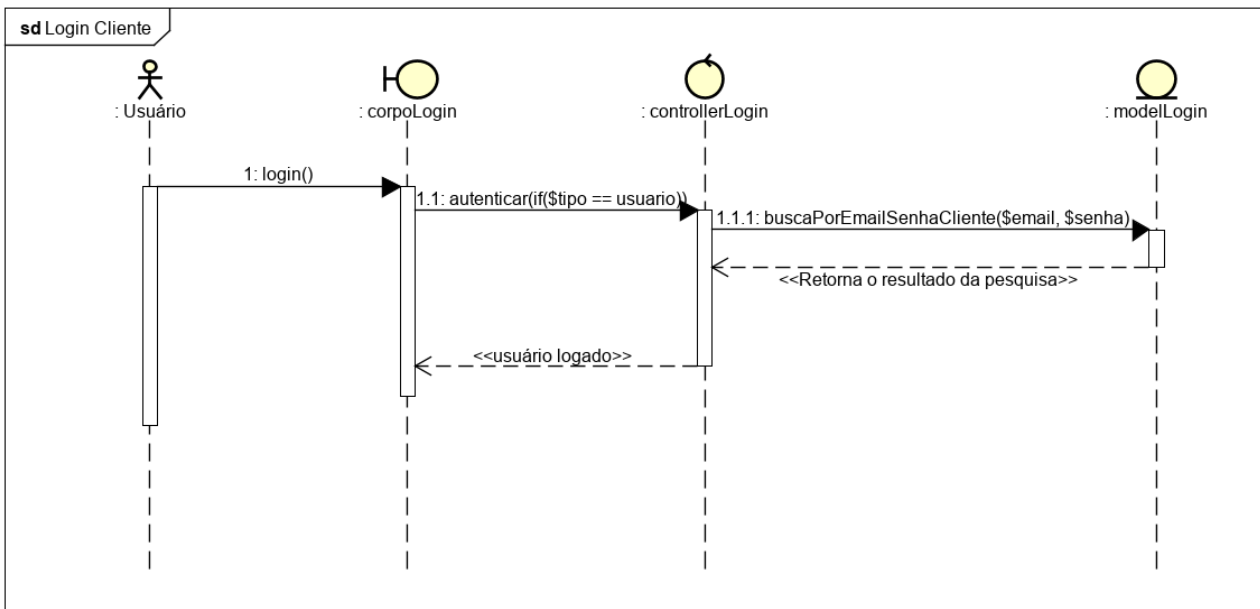 sd Login Cliente
: Usuário
: corpoLogin
: controllerLogin
: modelLogin
1: login()
1.1: autenticar(if($tipo == usuario))
1.1.1: buscaPorEmailSenhaCliente($email, $senha)
<<Retorna o resultado da pesquisa>>
<<usuário logado>>